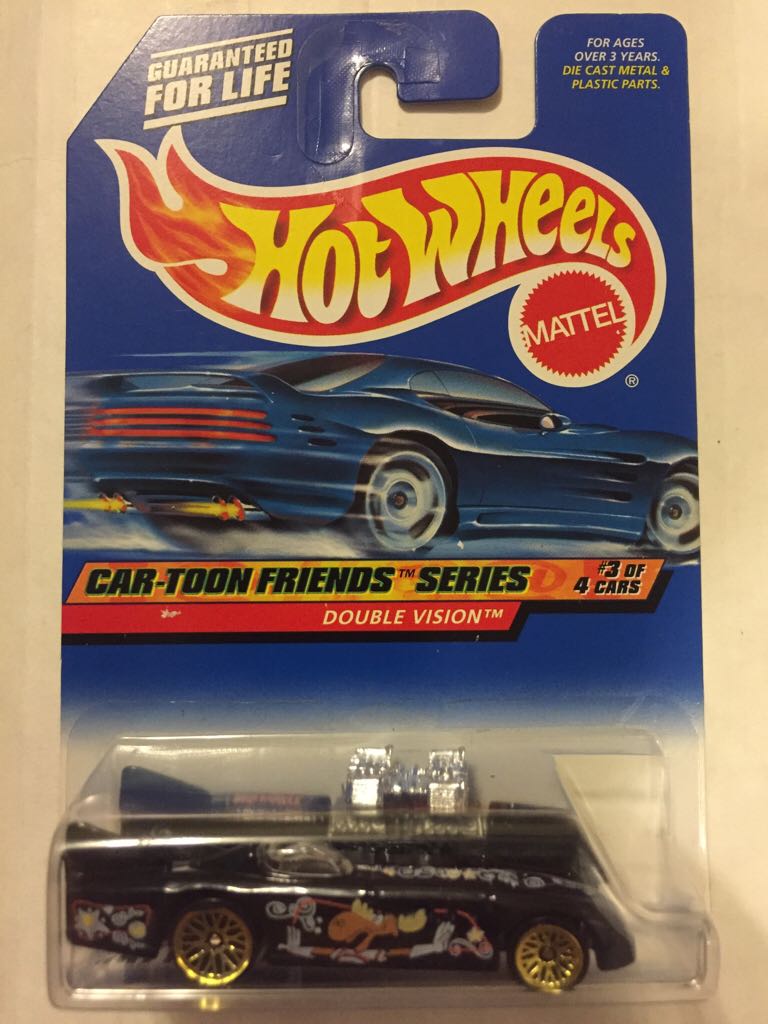 GUARANTEED
FOR LIFE
FOR AGES
OVER 3 YEARS.
DIE CAST METAL &
PLASTIC PARTS.
HOT WHEELS
MATTEL
®
CAR-TOON FRIENDS™ SERIES
#3 OF
4 CARS
DOUBLE VISION™